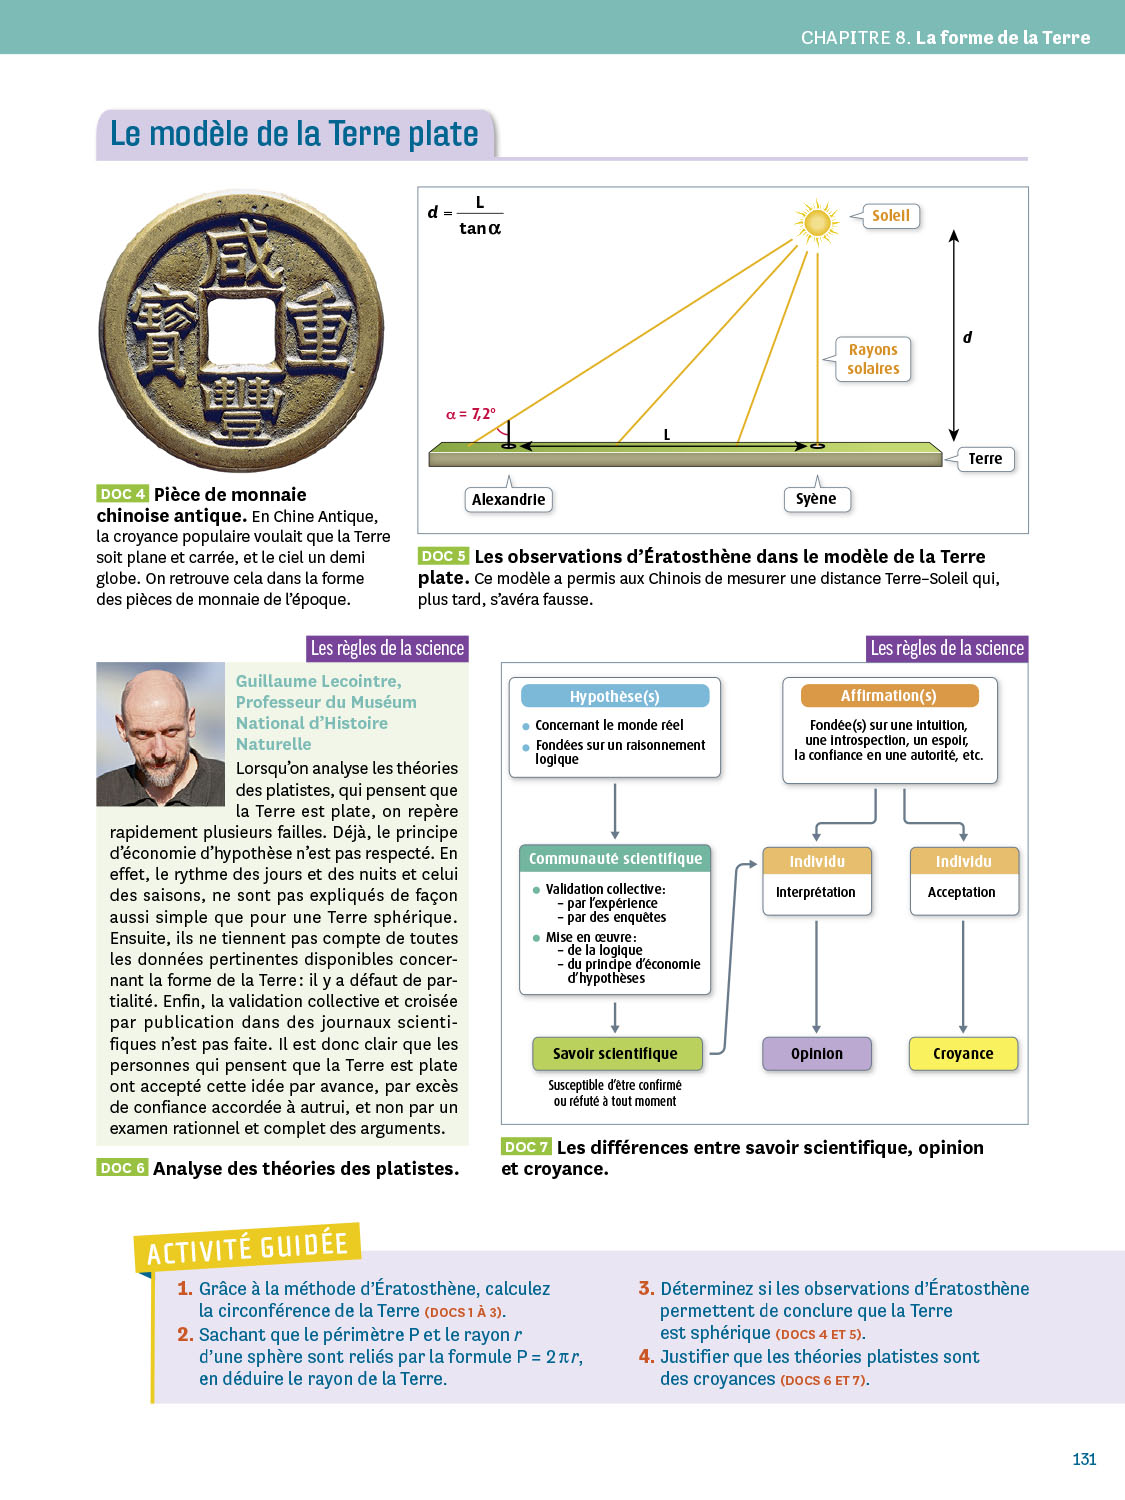 CHAPITRE 8. La forme de la Terre
Le modèle de la Terre plate
咸
寳 重
豐
DOC 4 Pièce de monnaie
chinoise antique. En Chine Antique,
la croyance populaire voulait que la Terre
soit plane et carrée, et le ciel un demi
globe. On retrouve cela dans la forme
des pièces de monnaie de l'époque.
d = L / tan α
Soleil
d
Rayons
solaires
α = 7,2°
L
Terre
Alexandrie
Syène
DOC 5 Les observations d'Ératosthène dans le modèle de la Terre
plate. Ce modèle a permis aux Chinois de mesurer une distance Terre–Soleil qui,
plus tard, s'avéra fausse.
Les règles de la science
Guillaume Lecointre,
Professeur du Muséum
National d'Histoire
Naturelle
Lorsqu'on analyse les théories
des platistes, qui pensent que
la Terre est plate, on repère
rapidement plusieurs failles. Déjà, le principe
d'économie d'hypothèse n'est pas respecté. En
effet, le rythme des jours et des nuits et celui
des saisons, ne sont pas expliqués de façon
aussi simple que pour une Terre sphérique.
Ensuite, ils ne tiennent pas compte de toutes
les données pertinentes disponibles concer-
nant la forme de la Terre : il y a défaut de par-
tialité. Enfin, la validation collective et croisée
par publication dans des journaux scienti-
fiques n'est pas faite. Il est donc clair que les
personnes qui pensent que la Terre est plate
ont accepté cette idée par avance, par excès
de confiance accordée à autrui, et non par un
examen rationnel et complet des arguments.
DOC 6 Analyse des théories des platistes.
Les règles de la science
Hypothèse(s)
• Concernant le monde réel
• Fondées sur un raisonnement
logique
Affirmation(s)
Fondée(s) sur une intuition,
une introspection, un espoir,
la confiance en une autorité, etc.
Communauté scientifique
• Validation collective :
– par l'expérience
– par des enquêtes
• Mise en œuvre :
– de la logique
– du principe d'économie
d'hypothèses
Individu
Interprétation
Individu
Acceptation
Savoir scientifique
Opinion
Croyance
Susceptible d'être confirmé
ou réfuté à tout moment
DOC 7 Les différences entre savoir scientifique, opinion
et croyance.
ACTIVITÉ GUIDÉE
1. Grâce à la méthode d'Ératosthène, calculez
la circonférence de la Terre (DOCS 1 À 3).
2. Sachant que le périmètre P et le rayon r
d'une sphère sont reliés par la formule P = 2πr,
en déduire le rayon de la Terre.
3. Déterminez si les observations d'Ératosthène
permettent de conclure que la Terre
est sphérique (DOCS 4 ET 5).
4. Justifier que les théories platistes sont
des croyances (DOCS 6 ET 7).
131